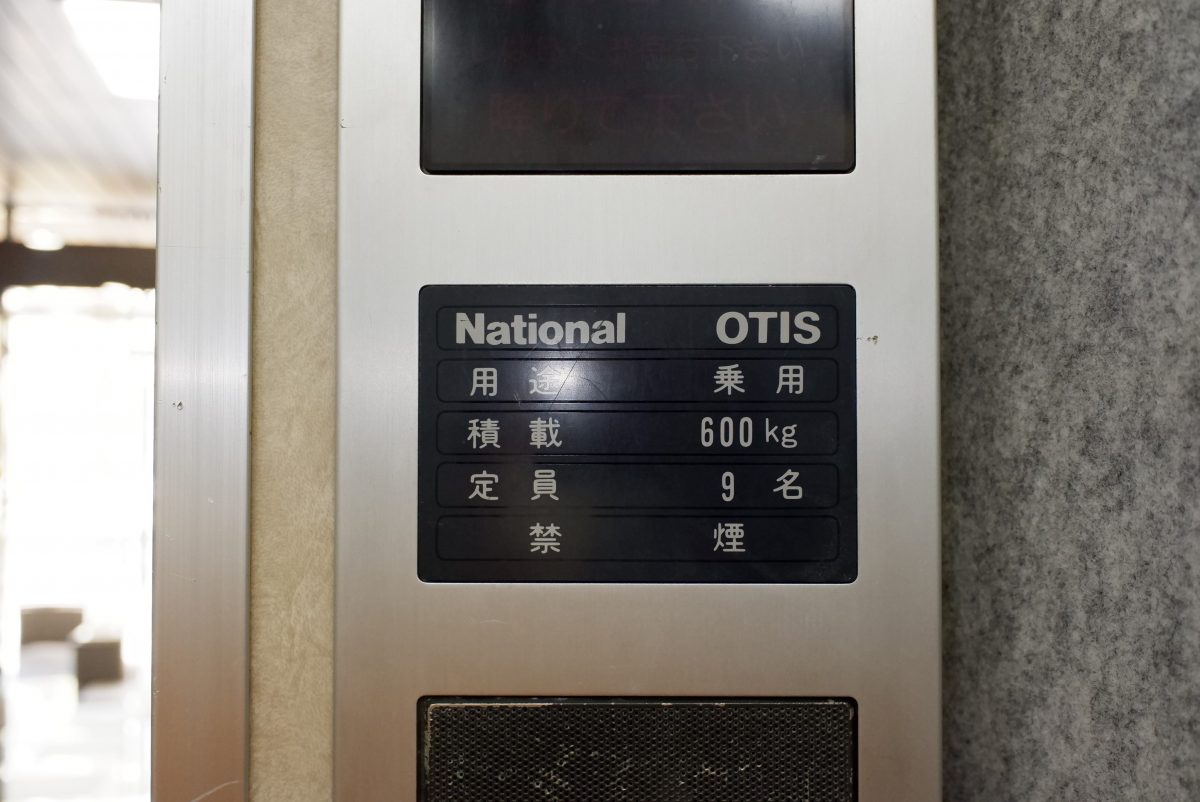 National OTIS
用途 乗用
積載 600kg
定員 9名
禁煙